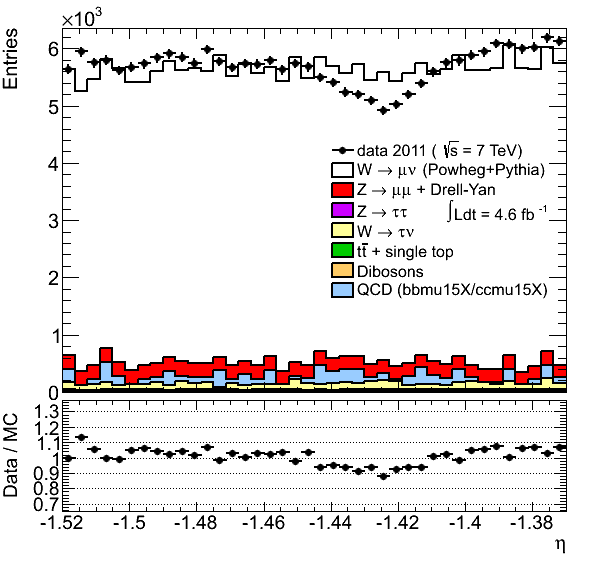 ×10³
Entries
6
5
4
3
2
1
0
data 2011 ( √s = 7 TeV)
W → μν (Powheg+Pythia)
Z → μμ + Drell-Yan
Z → ττ
∫Ldt = 4.6 fb⁻¹
W → τν
tt̄ + single top
Dibosons
QCD (bbmu15X/ccmu15X)
Data / MC
1.3
1.2
1.1
1
0.9
0.8
0.7
-1.52 -1.5 -1.48 -1.46 -1.44 -1.42 -1.4 -1.38
η